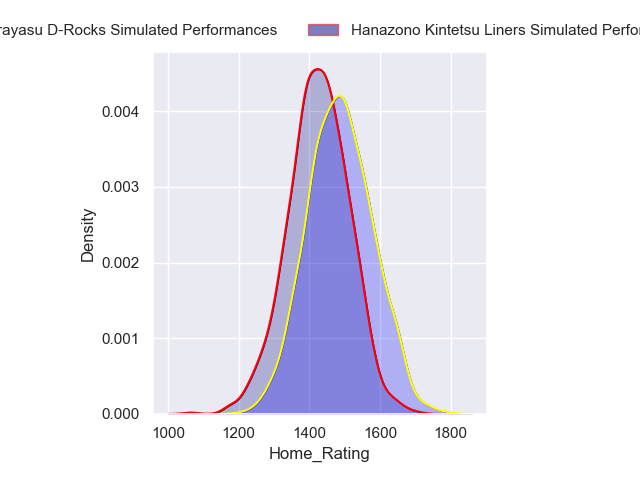 rayasu D-Rocks Simulated Performances Hanazono Kintetsu Liners Simulated Perfor
0.004
0.003
0.002
0.001
0.000
Density
1000 1200 1400 1600 1800
Home_Rating